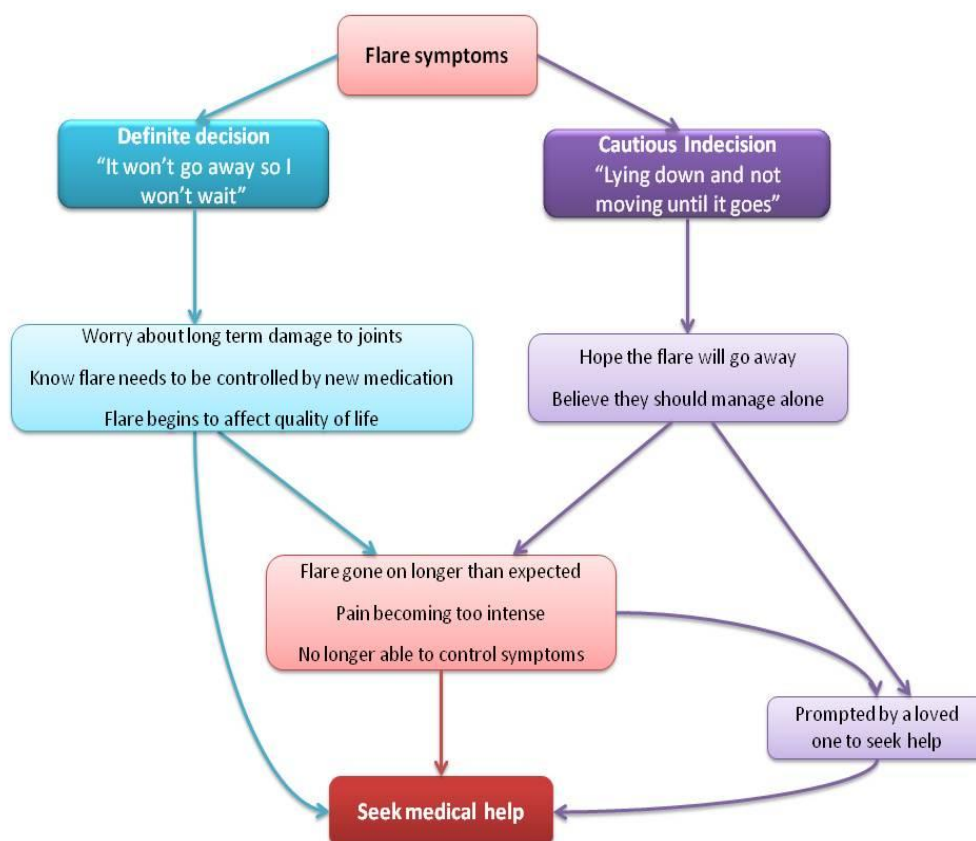 Flare symptoms
Definite decision
“It won’t go away so I
won’t wait”
Cautious Indecision
“Lying down and not
moving until it goes”
Worry about long term damage to joints
Know flare needs to be controlled by new medication
Flare begins to affect quality of life
Hope the flare will go away
Believe they should manage alone
Flare gone on longer than expected
Pain becoming too intense
No longer able to control symptoms
Prompted by a loved
one to seek help
Seek medical help